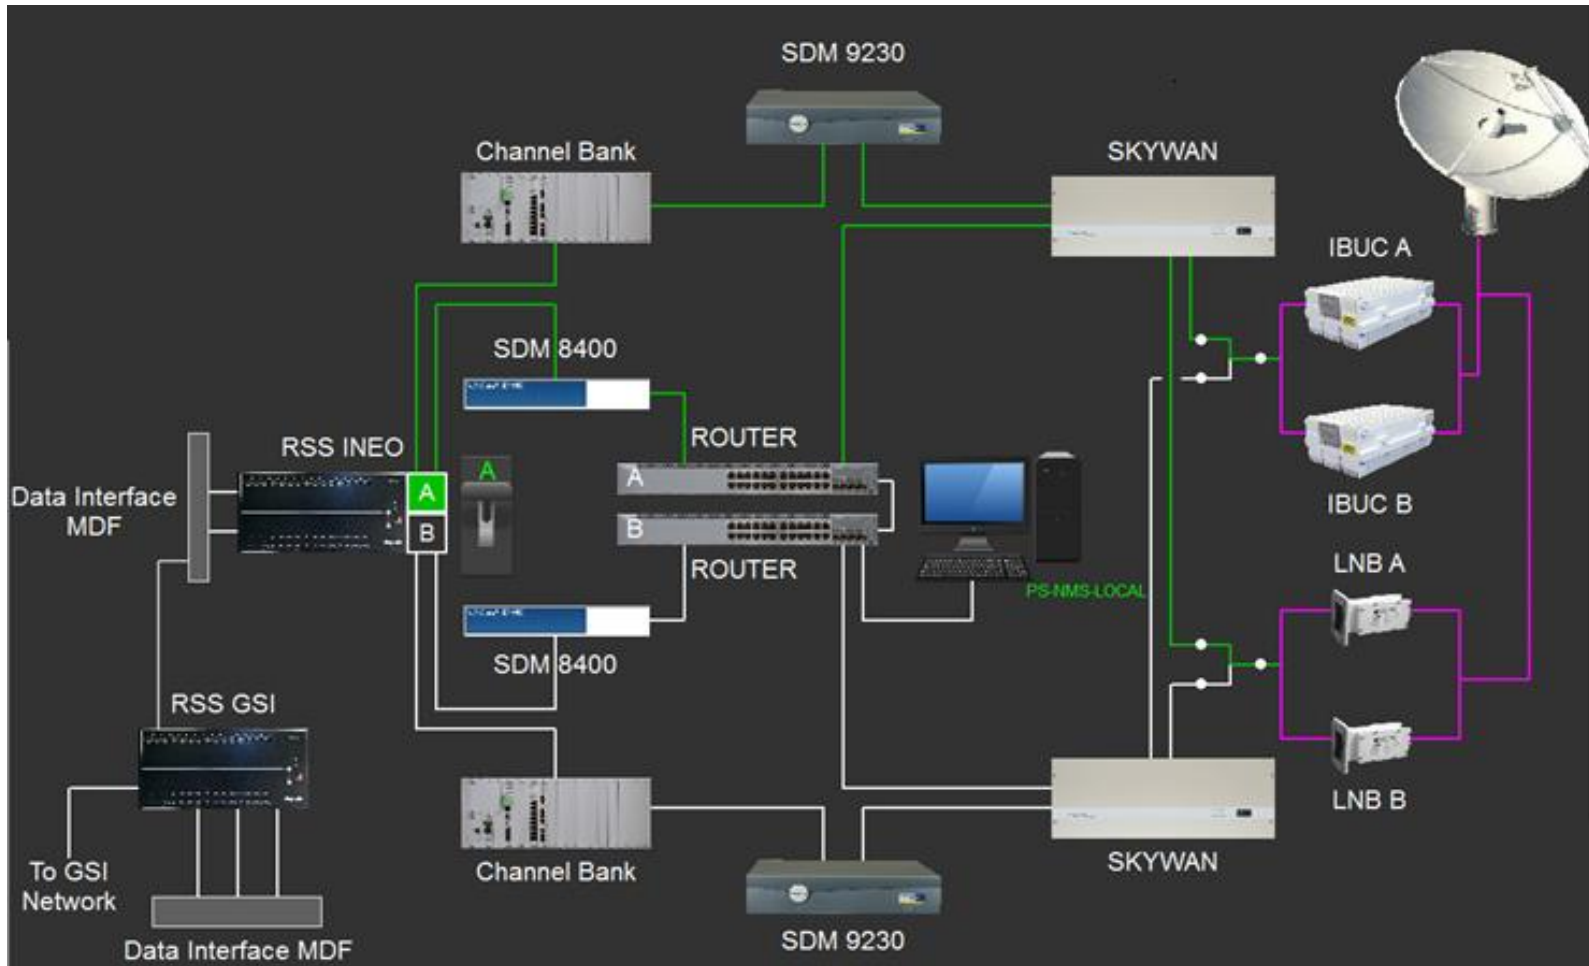 SDM 9230
Channel Bank
SKYWAN
IBUC A
SDM 8400
ROUTER
RSS INEO
A
A
A
Data Interface
MDF
B
B
IBUC B
ROUTER
LNB A
PS-NMS-LOCAL
SDM 8400
RSS GSI
LNB B
To GSI
Network
Channel Bank
SKYWAN
SDM 9230
Data Interface MDF